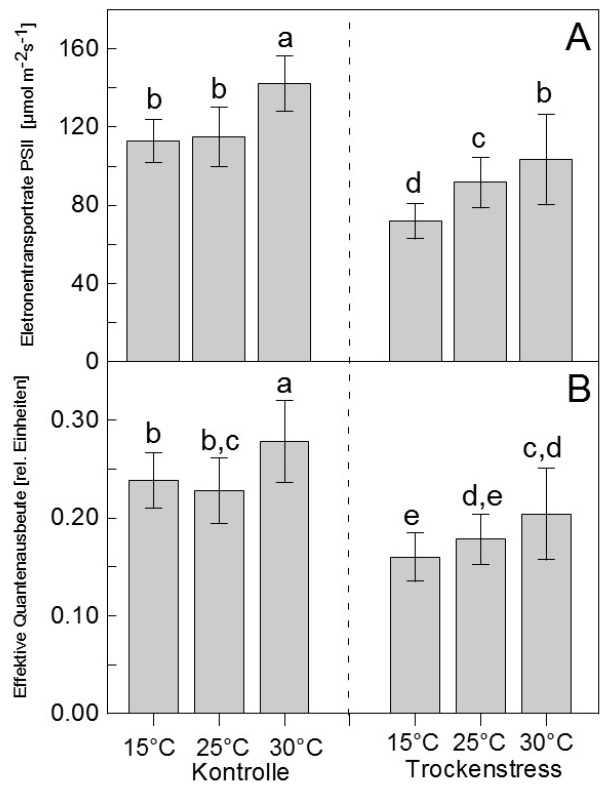 A
Eletronentransportrate PSII [µmol m⁻²s⁻¹]
160
120
80
40
0
b
b
a
d
c
b
B
Effektive Quantenausbeute [rel. Einheiten]
0.30
0.20
0.10
0.00
b
b,c
a
e
d,e
c,d
15°C 25°C 30°C 15°C 25°C 30°C
Kontrolle Trockenstress